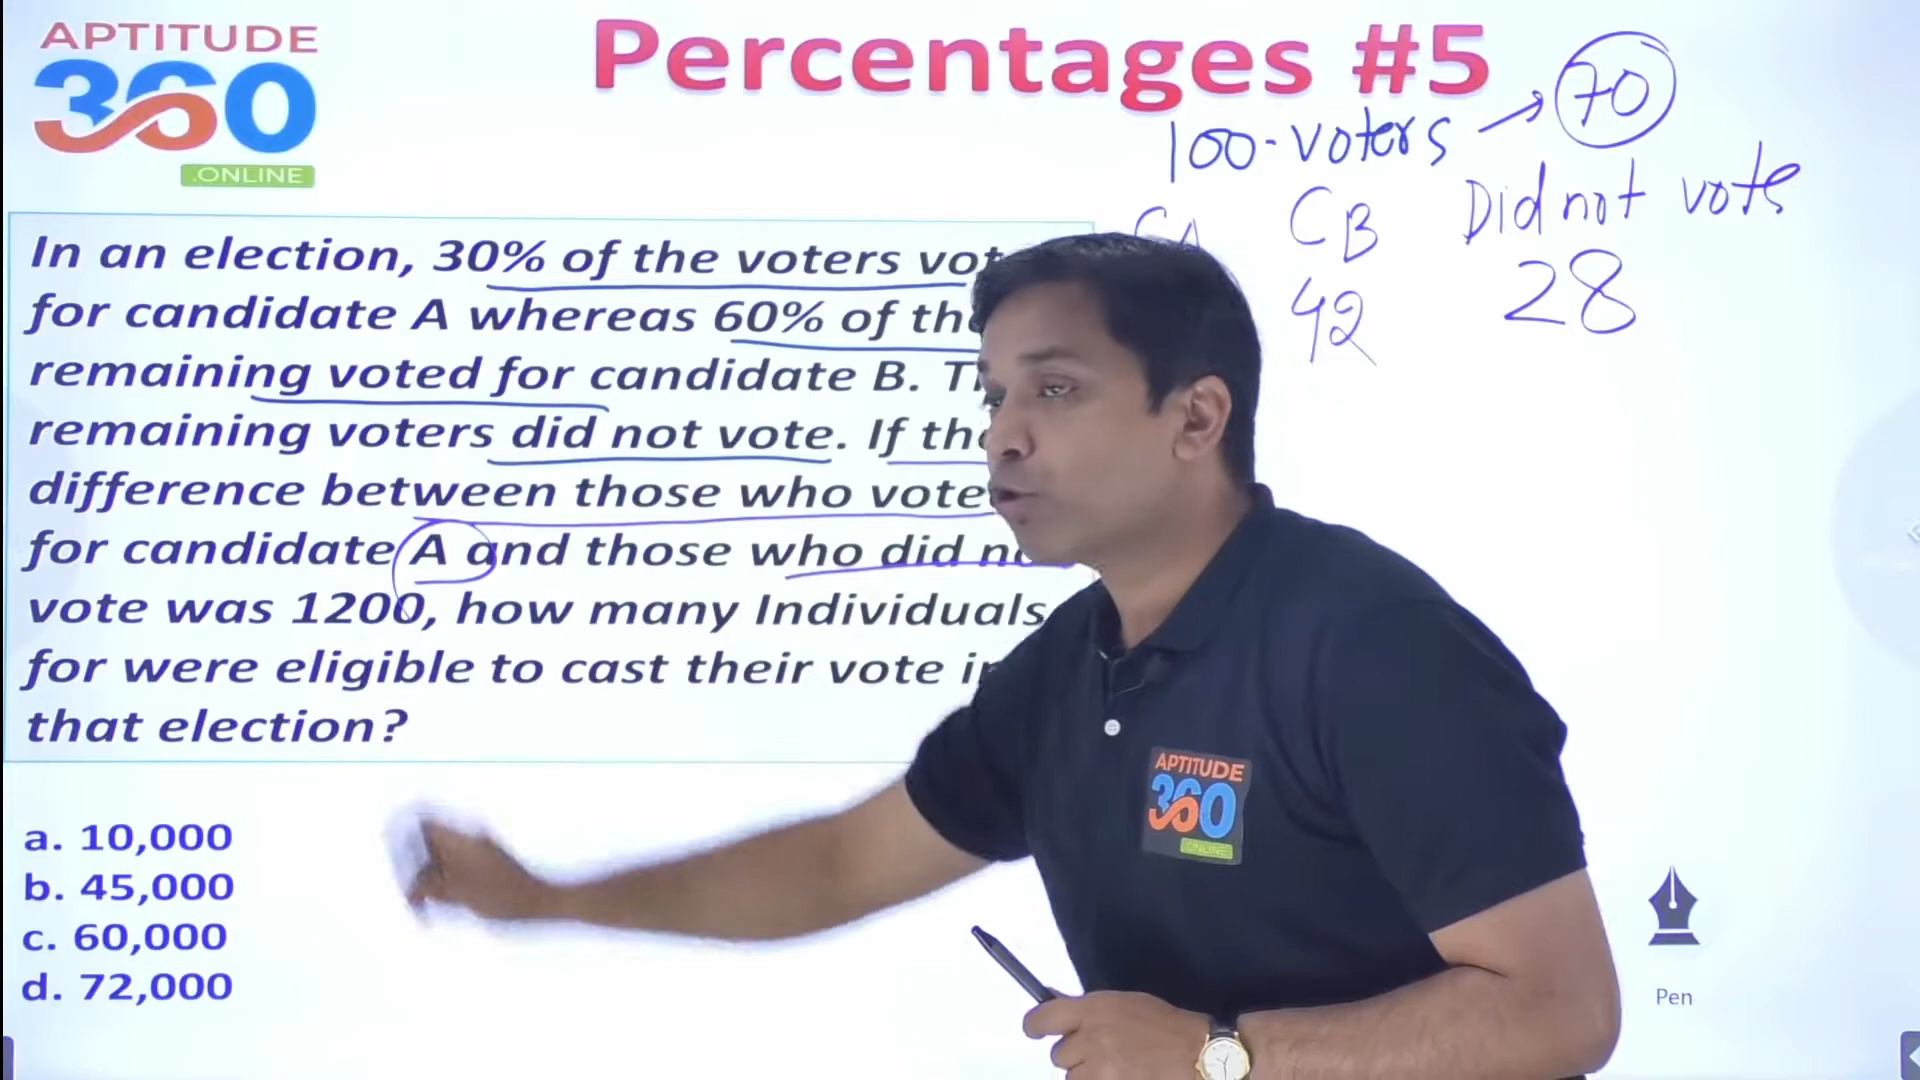 APTITUDE
360
.ONLINE
Percentages #5
70
100-voters →
CA CB Did not vote
42 28
In an election, 30% of the voters vot
for candidate A whereas 60% of the
remaining voted for candidate B. T
remaining voters did not vote. If the
difference between those who vote
for candidate A and those who did no
vote was 1200, how many Individuals
for were eligible to cast their vote in
that election?
a. 10,000
b. 45,000
c. 60,000
d. 72,000
APTITUDE
360
ONLINE
Pen